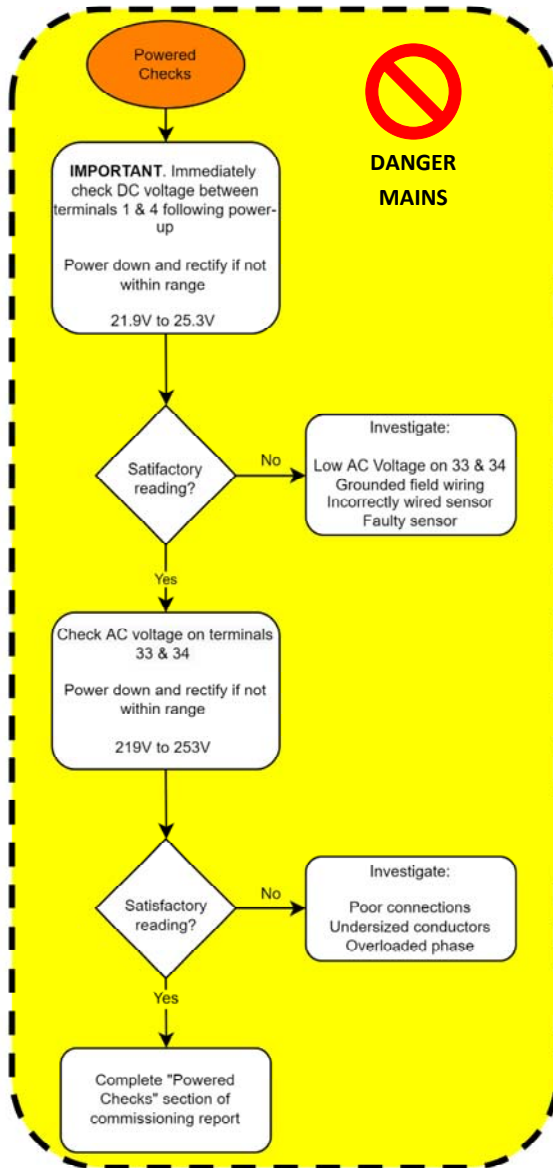 Powered
Checks
DANGER
MAINS
IMPORTANT. Immediately
check DC voltage between
terminals 1 & 4 following power-
up
Power down and rectify if not
within range
21.9V to 25.3V
Satifactory
reading?
No
Investigate:
Low AC Voltage on 33 & 34
Grounded field wiring
Incorrectly wired sensor
Faulty sensor
Yes
Check AC voltage on terminals
33 & 34
Power down and rectify if not
within range
219V to 253V
Satisfactory
reading?
No
Investigate:
Poor connections
Undersized conductors
Overloaded phase
Yes
Complete "Powered
Checks" section of
commissioning report